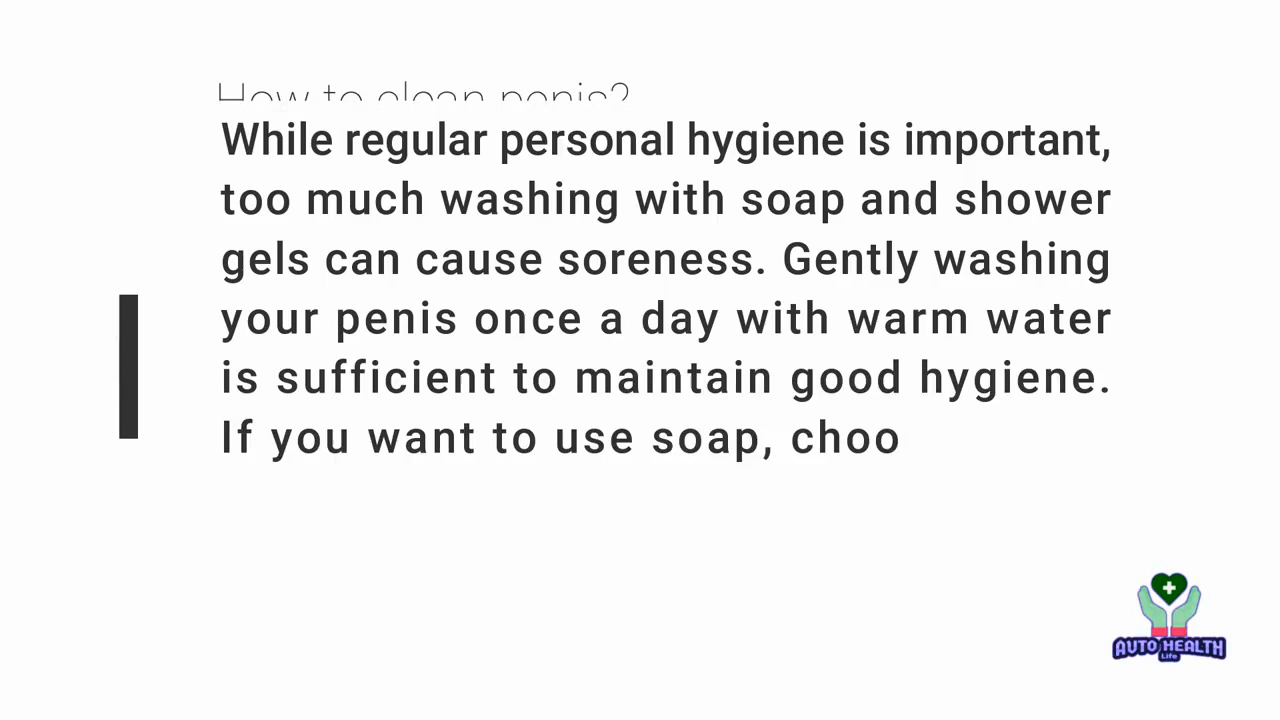 How to clean penis?
While regular personal hygiene is important,
too much washing with soap and shower
gels can cause soreness. Gently washing
your penis once a day with warm water
is sufficient to maintain good hygiene.
If you want to use soap, choo
AUTO HEALTH
Life